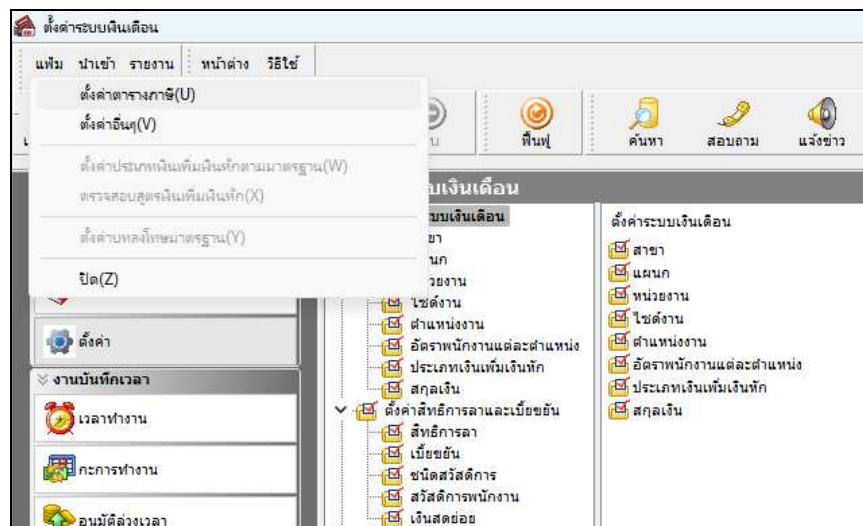 ตั้งค่าระบบเงินเดือน
แฟ้ม นำเข้า รายงาน หน้าต่าง วิธีใช้
ตั้งค่าตารางภาษี(U)
ตั้งค่าอื่นๆ(V)
ตั้งค่าประเภทเงินเพิ่มเงินหักตามมาตรฐาน(W)
ตรวจสอบสูตรเงินเพิ่มเงินหัก(X)
ตั้งค่าบทลงโทษมาตรฐาน(Y)
ปิด(Z)
ฟื้นฟู
ค้นหา
สอบถาม
แจ้งข่าว
ตั้งค่า
งานบันทึกเวลา
เวลาทำงาน
กะการทำงาน
อนุมัติล่วงเวลา
บบเงินเดือน
ะบบเงินเดือน
ขา
นก
วยงาน
ไซด์งาน
ตำแหน่งงาน
อัตราพนักงานแต่ละตำแหน่ง
ประเภทเงินเพิ่มเงินหัก
สกุลเงิน
ตั้งค่าสิทธิการลาและเบี้ยขยัน
สิทธิการลา
เบี้ยขยัน
ชนิดสวัสดิการ
สวัสดิการพนักงาน
เงินสดย่อย
ตั้งค่าระบบเงินเดือน
สาขา
แผนก
หน่วยงาน
ไซด์งาน
ตำแหน่งงาน
อัตราพนักงานแต่ละตำแหน่ง
ประเภทเงินเพิ่มเงินหัก
สกุลเงิน